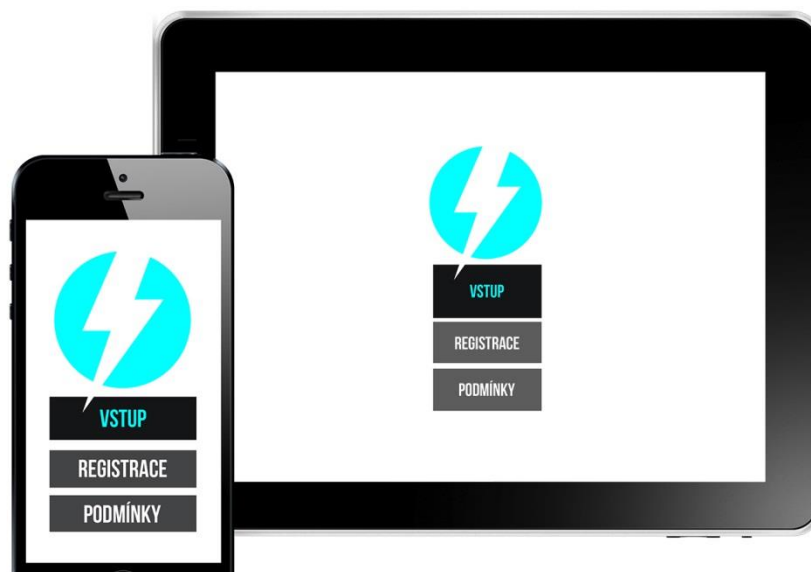 VSTUP
REGISTRACE
PODMÍNKY
VSTUP
REGISTRACE
PODMÍNKY